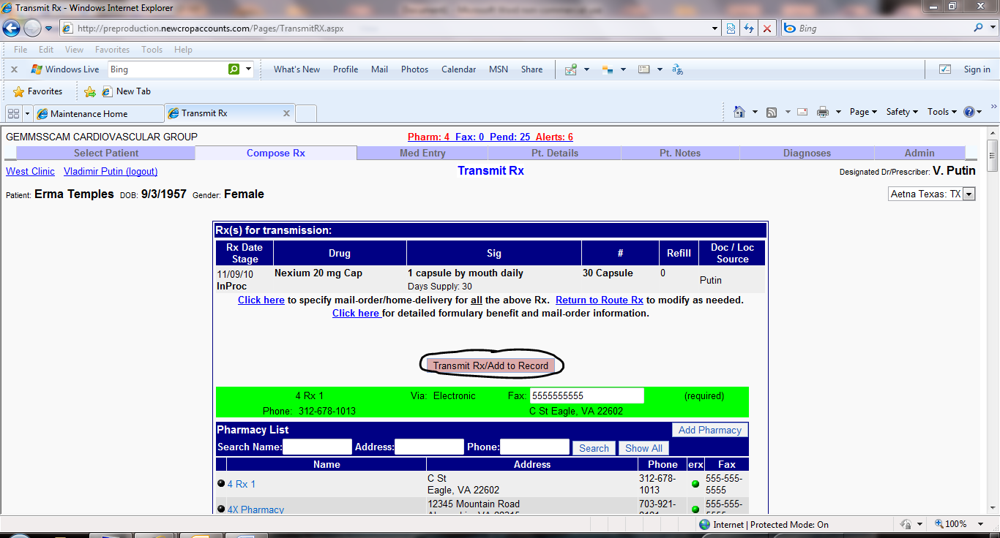 Transmit Rx - Windows Internet Explorer
http://preproduction.newcropaccounts.com/Pages/TransmitRX.aspx
Bing
File Edit View Favorites Tools Help
x Windows Live Bing What's New Profile Mail Photos Calendar MSN Share Sign in
Favorites New Tab
Maintenance Home Transmit Rx x Page Safety Tools »
GEMMSSCAM CARDIOVASCULAR GROUP Pharm: 4 Fax: 0 Pend: 25 Alerts: 6
Select Patient Compose Rx Med Entry Pt. Details Pt. Notes Diagnoses Admin
West Clinic Vladimir Putin (logout) Transmit Rx Designated Dr/Prescriber: V. Putin
Patient: Erma Temples DOB: 9/3/1957 Gender: Female Aetna Texas: TX
Rx(s) for transmission:
Rx Date Stage Drug Sig # Refill Doc / Loc Source
11/09/10 Nexium 20 mg Cap 1 capsule by mouth daily 30 Capsule 0 Putin
InProc Days Supply: 30
Click here to specify mail-order/home-delivery for all the above Rx. Return to Route Rx to modify as needed.
Click here for detailed formulary benefit and mail-order information.
Transmit Rx/Add to Record
4 Rx 1 Via: Electronic Fax: 5555555555 (required)
Phone: 312-678-1013 C St Eagle, VA 22602
Pharmacy List Add Pharmacy
Search Name: Address: Phone: Search Show All
Name Address Phone erx Fax
4 Rx 1 C St 312-678- 555-555-
Eagle, VA 22602 1013 5555
4X Pharmacy 12345 Mountain Road 703-921- 555-555-
Internet | Protected Mode: On 100%